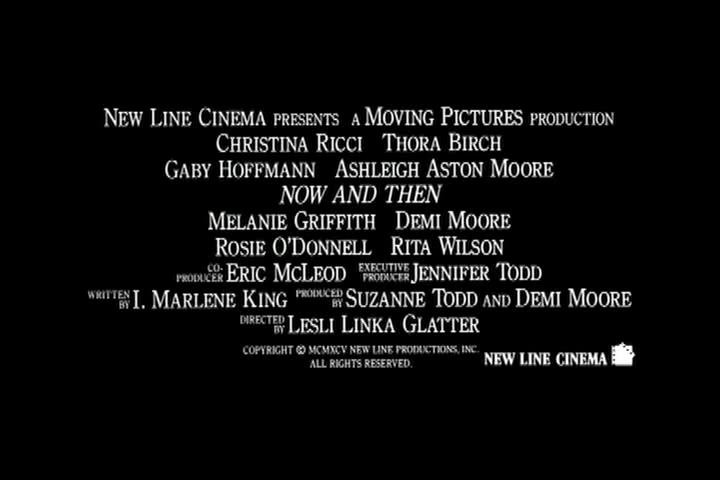 NEW LINE CINEMA PRESENTS A MOVING PICTURES PRODUCTION
CHRISTINA RICCI THORA BIRCH
GABY HOFFMANN ASHLEIGH ASTON MOORE
NOW AND THEN
MELANIE GRIFFITH DEMI MOORE
ROSIE O'DONNELL RITA WILSON
CO-PRODUCER ERIC MCLEOD EXECUTIVE PRODUCER JENNIFER TODD
WRITTEN BY I. MARLENE KING PRODUCED BY SUZANNE TODD AND DEMI MOORE
DIRECTED BY LESLI LINKA GLATTER
COPYRIGHT © MCMXCV NEW LINE PRODUCTIONS, INC.
ALL RIGHTS RESERVED.
NEW LINE CINEMA